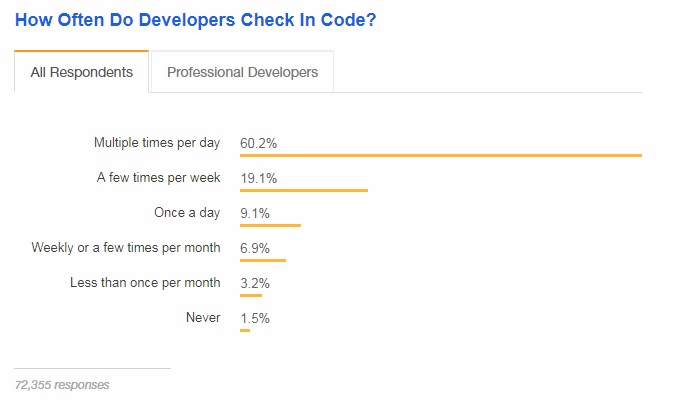 How Often Do Developers Check In Code?
All Respondents
Professional Developers
Multiple times per day 60.2%
A few times per week 19.1%
Once a day 9.1%
Weekly or a few times per month 6.9%
Less than once per month 3.2%
Never 1.5%
72,355 responses